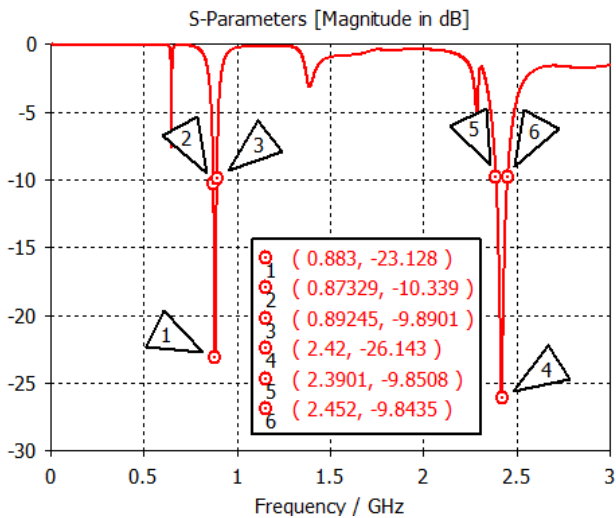 S-Parameters [Magnitude in dB]
0
-5
-10
-15
-20
-25
-30
0
0.5
1
1.5
2
2.5
3
Frequency / GHz
1
2
3
4
5
6
1 ( 0.883, -23.128 )
2 ( 0.87329, -10.339 )
3 ( 0.89245, -9.8901 )
4 ( 2.42, -26.143 )
5 ( 2.3901, -9.8508 )
6 ( 2.452, -9.8435 )